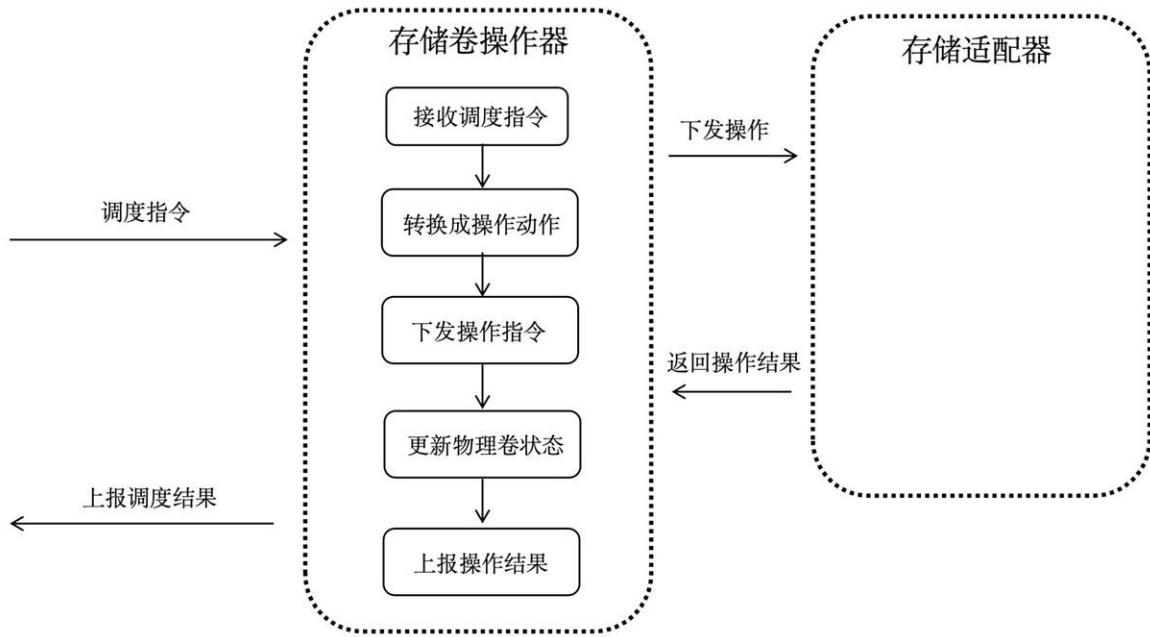 存储卷操作器
存储适配器
接收调度指令
下发操作
调度指令
转换成操作动作
下发操作指令
返回操作结果
更新物理卷状态
上报调度结果
上报操作结果